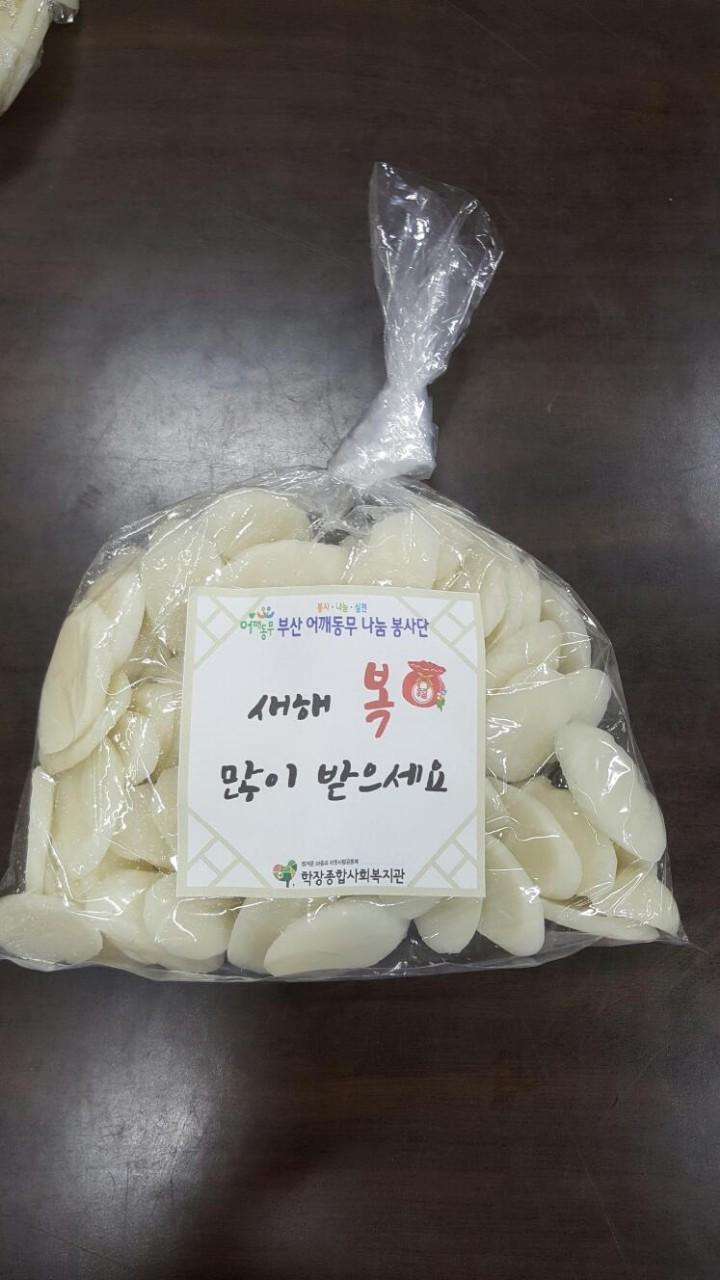 봉사·나눔·실천
어깨동무 부산 어깨동무 나눔 봉사단
새해 복
많이 받으세요
학장종합사회복지관